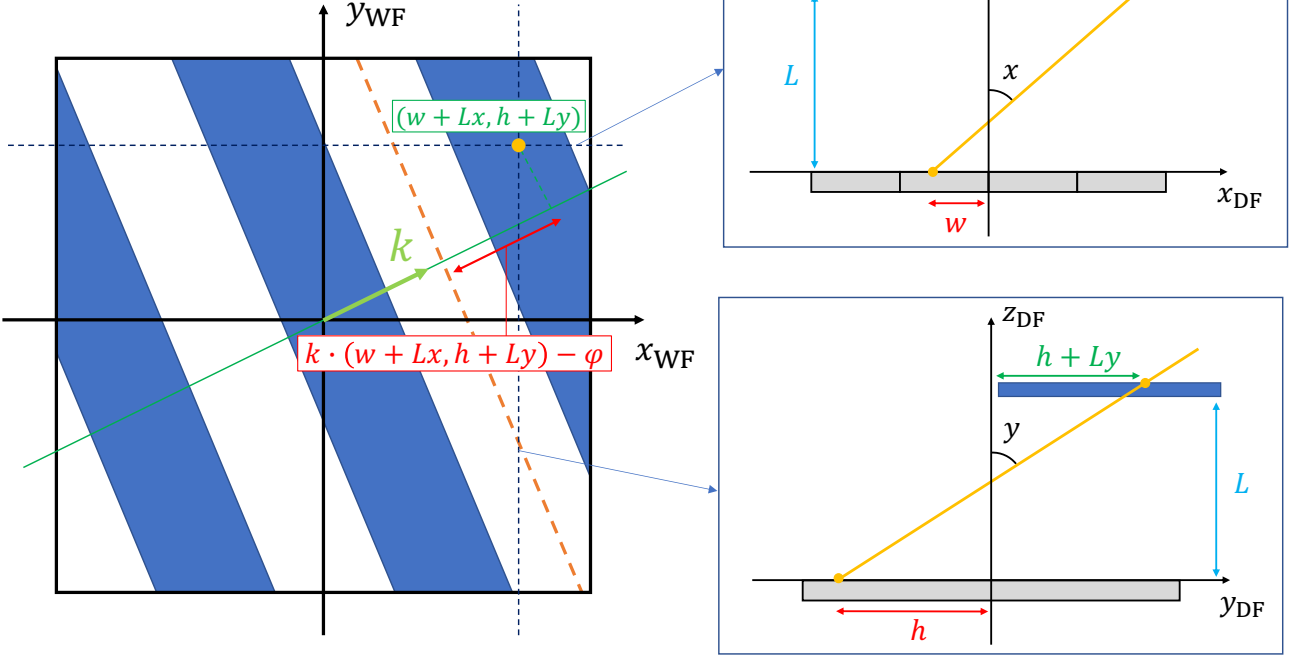 y_WF
(w + Lx, h + Ly)
k
k · (w + Lx, h + Ly) − φ
x_WF
L
x
x_DF
w
z_DF
h + Ly
y
L
y_DF
h